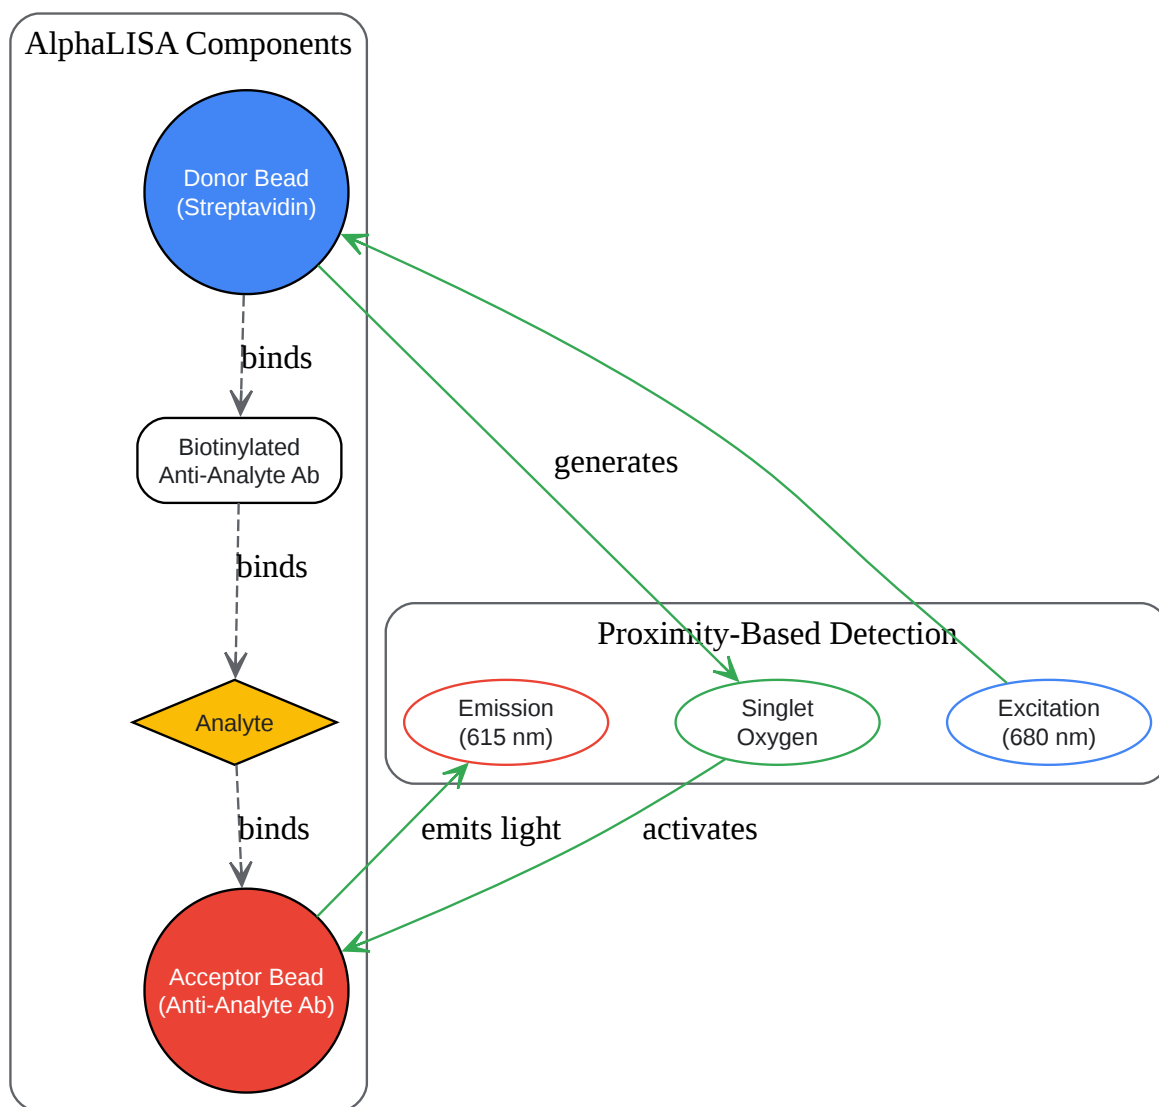 AlphaLISA Components
Donor Bead
(Streptavidin)
binds
Biotinylated
Anti-Analyte Ab
generates
binds
Proximity-Based Detection
Analyte
Emission
(615 nm)
Singlet
Oxygen
Excitation
(680 nm)
binds
emits light
activates
Acceptor Bead
(Anti-Analyte Ab)